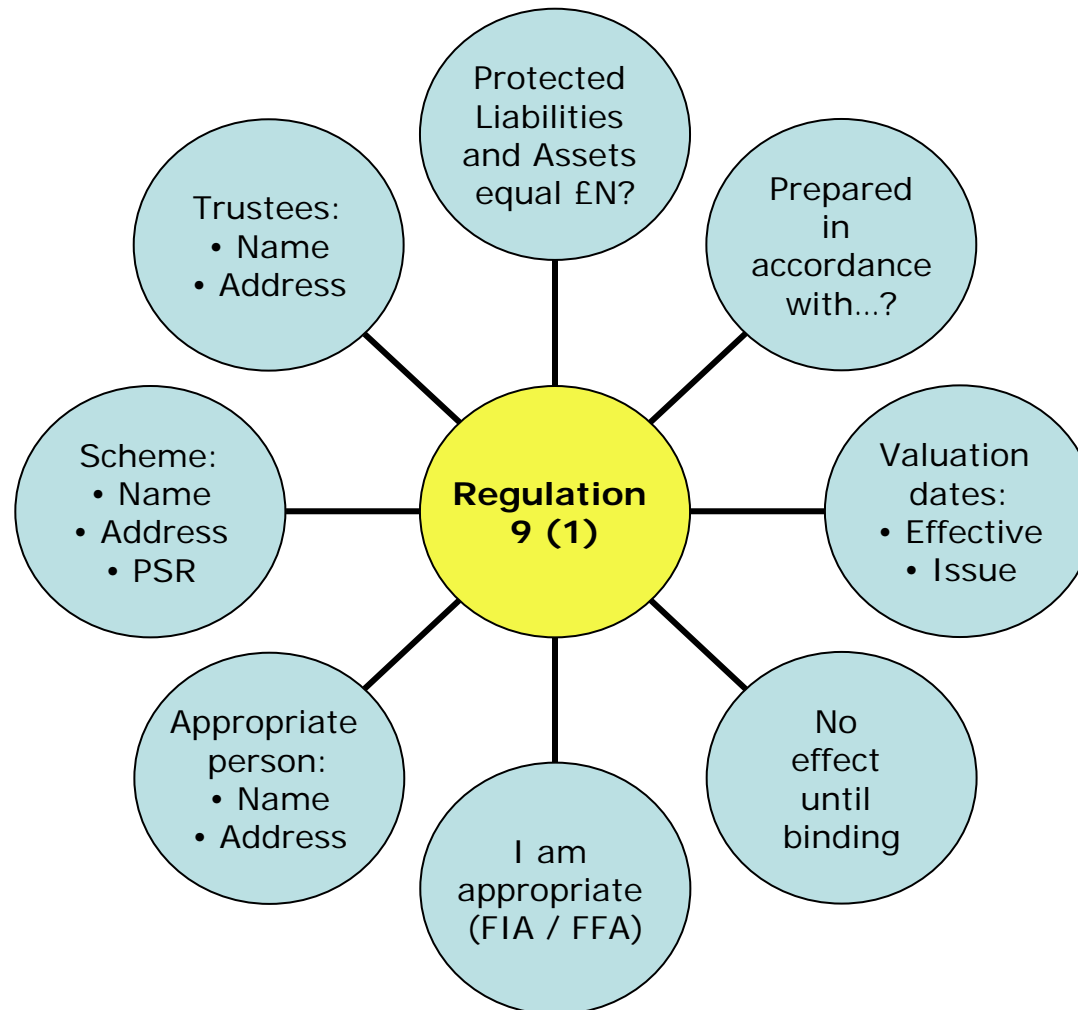 Protected
Liabilities
and Assets
equal £N?
Prepared
in
accordance
with...?
Valuation
dates:
• Effective
• Issue
No
effect
until
binding
I am
appropriate
(FIA / FFA)
Appropriate
person:
• Name
• Address
Scheme:
• Name
• Address
• PSR
Trustees:
• Name
• Address
Regulation
9 (1)